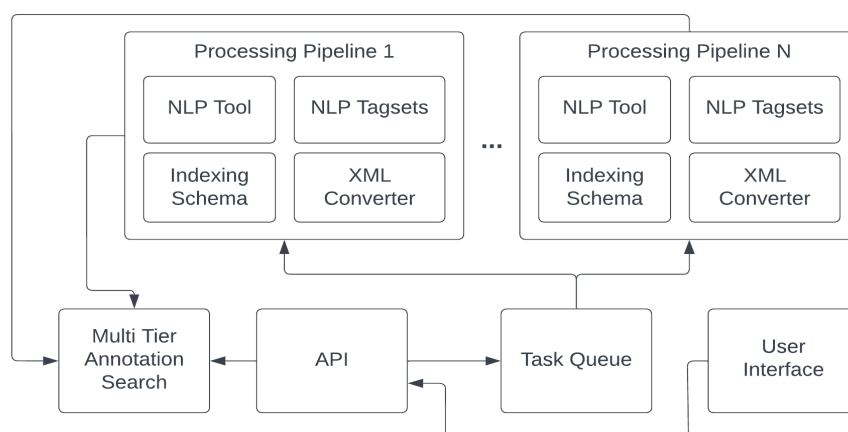 Processing Pipeline 1
NLP Tool
NLP Tagsets
Indexing
Schema
XML
Converter
...
Processing Pipeline N
NLP Tool
NLP Tagsets
Indexing
Schema
XML
Converter
Multi Tier
Annotation
Search
API
Task Queue
User
Interface